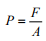 P = F/A